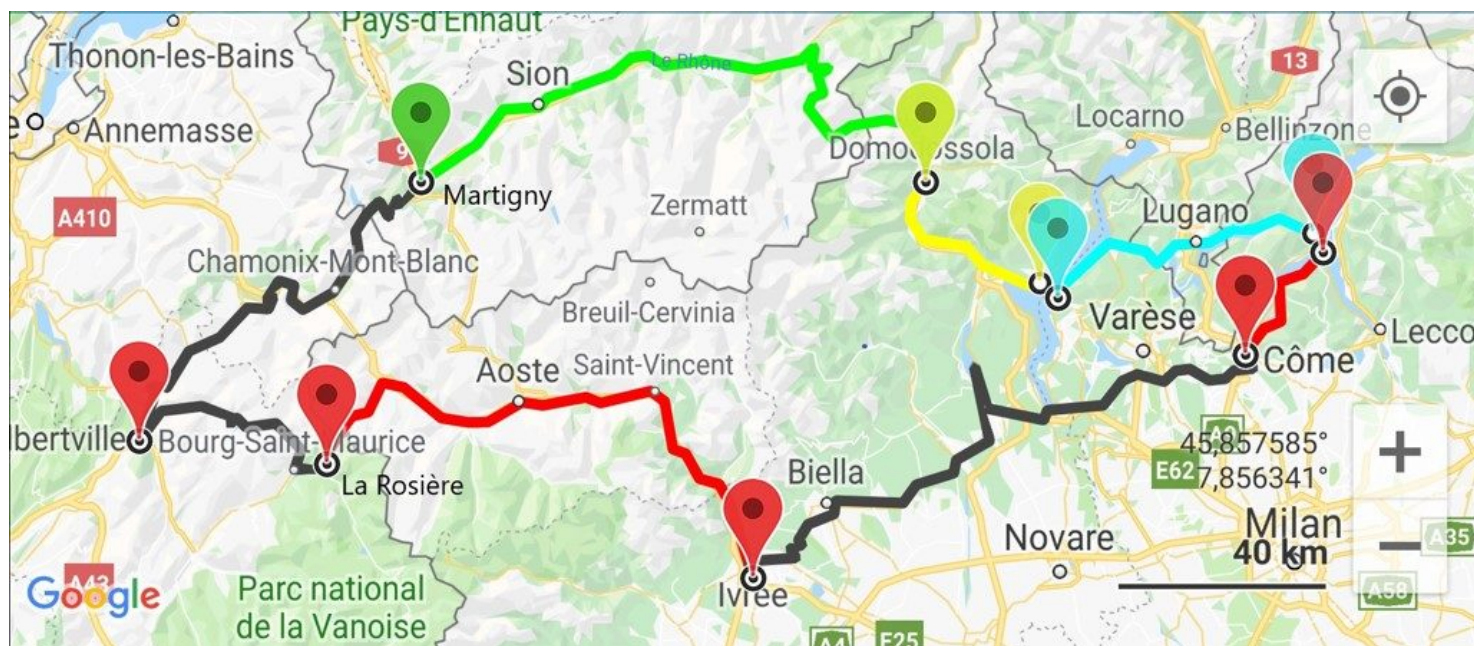 Pays-d'Enhaut
Thonon-les-Bains
Sion
Le Rhône
13
Locarno
Annemasse
Bellinzone
9
Domodossola
Martigny
A410
Zermatt
Lugano
Chamonix-Mont-Blanc
Breuil-Cervinia
Varèse
Lecco
Aoste
Saint-Vincent
Côme
lbertville
Bourg-Saint-Maurice
45,857585°
La Rosière
Biella
E62
7,856341°
+
Milan
Novare
40 km
−
A35
A43
Google
Parc national
de la Vanoise
Ivrée
A58
A4
E25